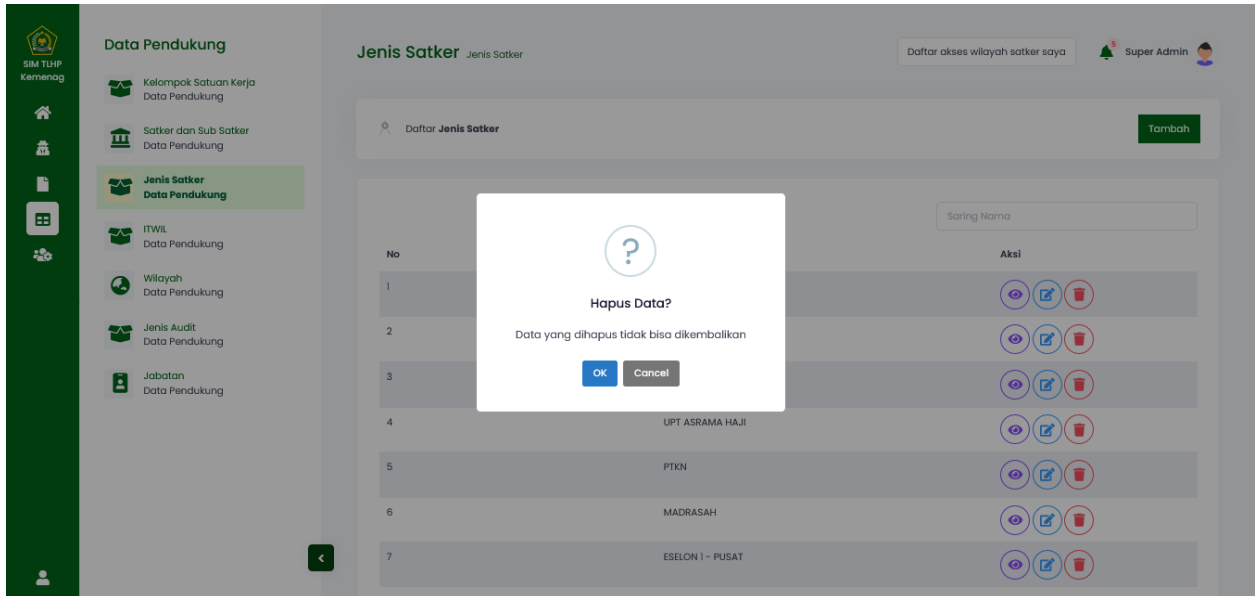 SIM TLHP
Kemenag
Data Pendukung
Kelompok Satuan Kerja
Data Pendukung
Satker dan Sub Satker
Data Pendukung
Jenis Satker
Data Pendukung
ITWIL
Data Pendukung
Wilayah
Data Pendukung
Jenis Audit
Data Pendukung
Jabatan
Data Pendukung
Jenis Satker Jenis Satker
Daftar akses wilayah satker saya
5
Super Admin
Daftar Jenis Satker
Tambah
Saring Nama
No
Aksi
1
2
3
4 UPT ASRAMA HAJI
5 PTKN
6 MADRASAH
7 ESELON 1 - PUSAT
?
Hapus Data?
Data yang dihapus tidak bisa dikembalikan
OK Cancel